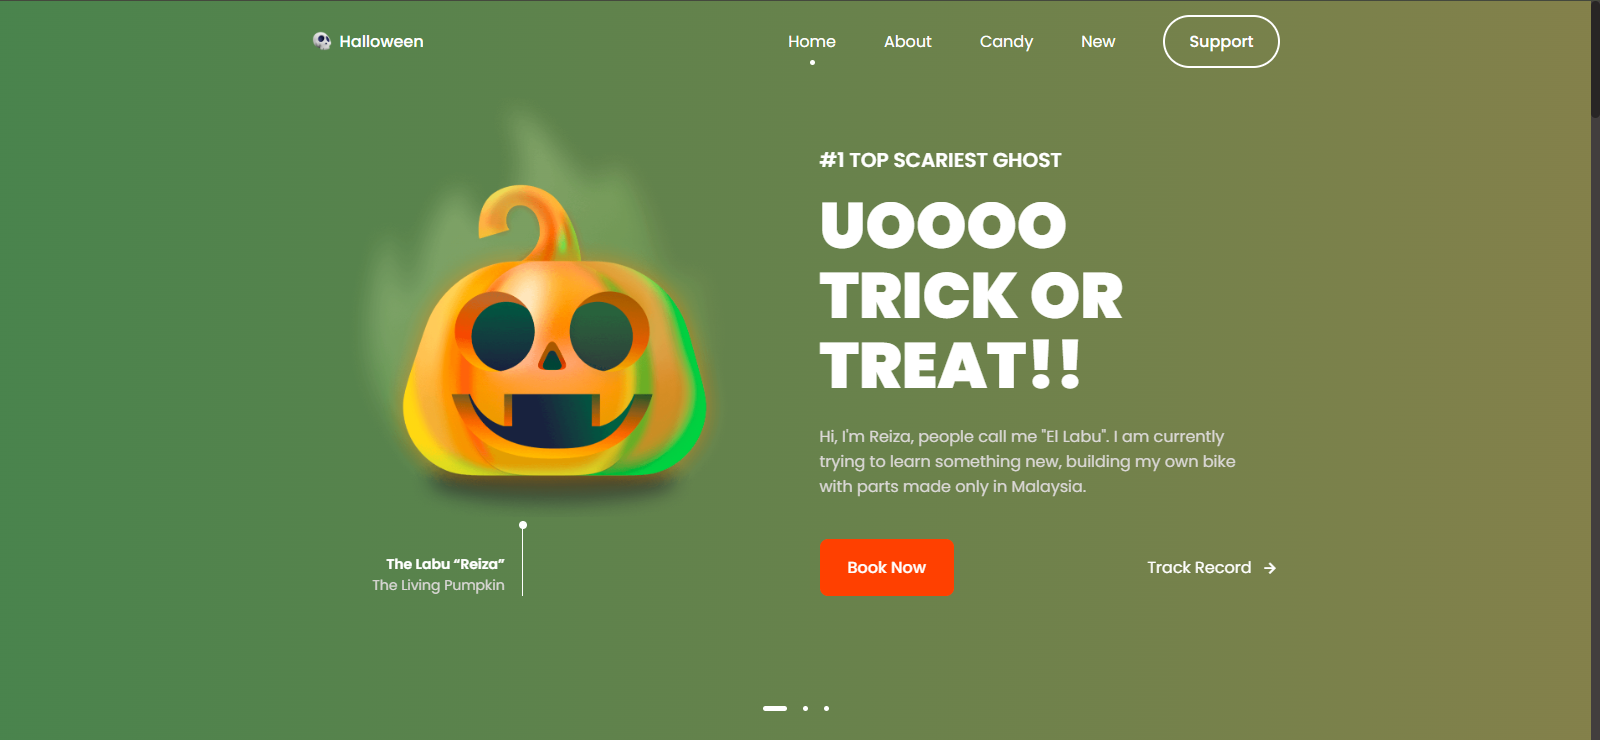 Halloween
Home
About
Candy
New
Support
#1 TOP SCARIEST GHOST
UOOOO
TRICK OR
TREAT!!
Hi, I'm Reiza, people call me "El Labu". I am currently
trying to learn something new, building my own bike
with parts made only in Malaysia.
Book Now
Track Record
The Labu “Reiza”
The Living Pumpkin